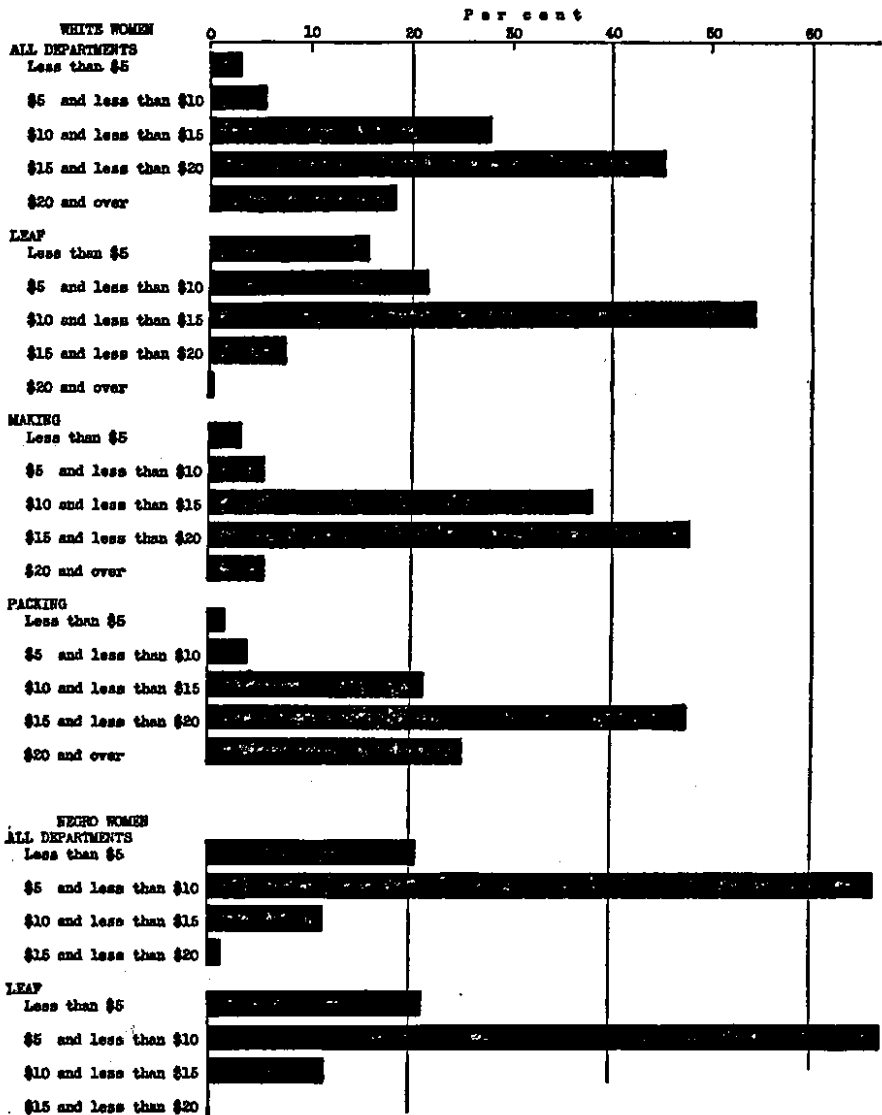 Per cent
WHITE WOMEN
0 10 20 30 40 50 60
ALL DEPARTMENTS
Less than $5
$5 and less than $10
$10 and less than $15
$15 and less than $20
$20 and over
LEAF
Less than $5
$5 and less than $10
$10 and less than $15
$15 and less than $20
$20 and over
MAKING
Less than $5
$5 and less than $10
$10 and less than $15
$15 and less than $20
$20 and over
PACKING
Less than $5
$5 and less than $10
$10 and less than $15
$15 and less than $20
$20 and over
NEGRO WOMEN
ALL DEPARTMENTS
Less than $5
$5 and less than $10
$10 and less than $15
$15 and less than $20
LEAF
Less than $5
$5 and less than $10
$10 and less than $15
$15 and less than $20